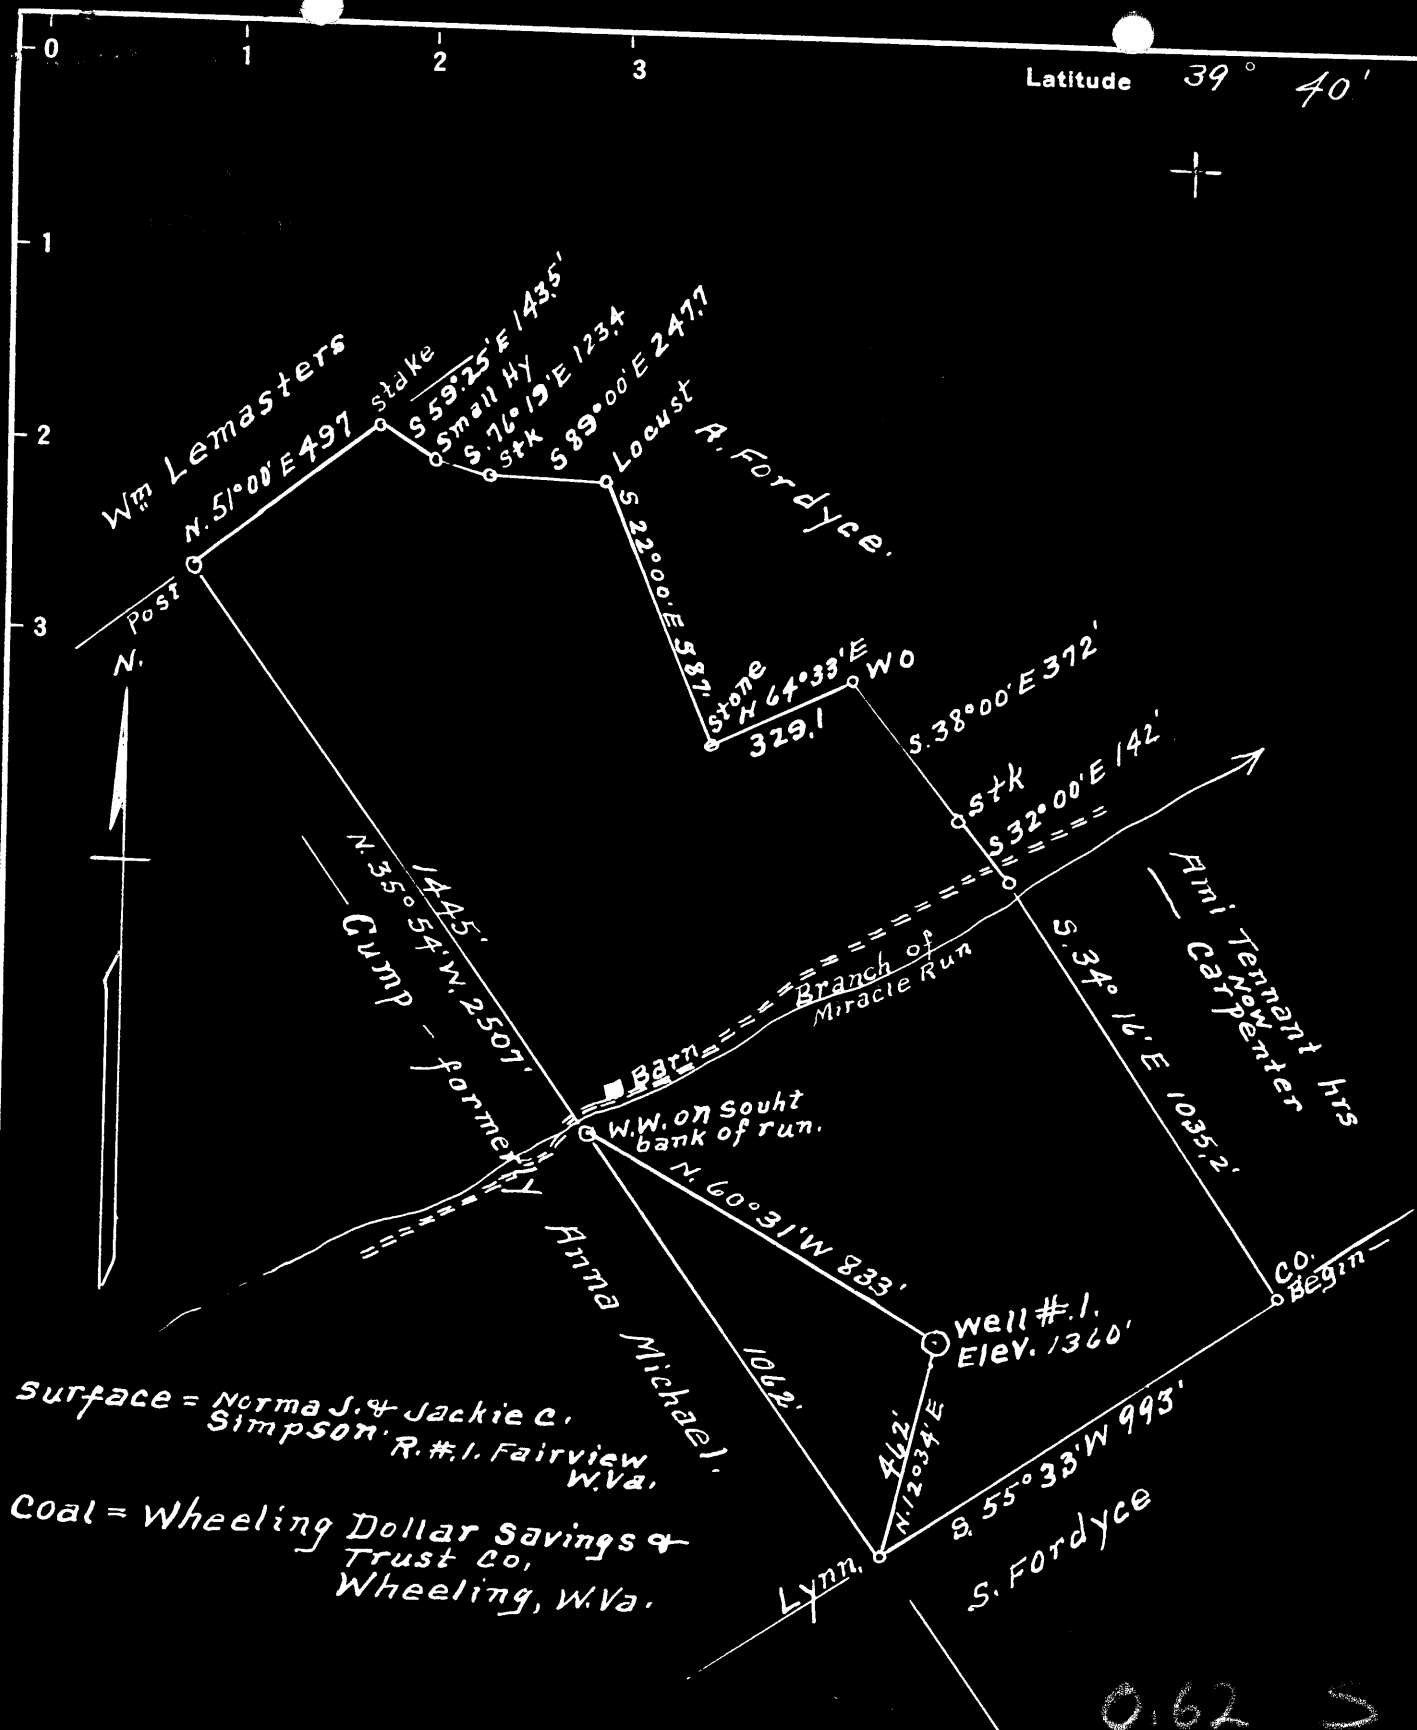 0
1
2
3
Latitude 39° 40'
1
2
3
Wm Lemasters
N. 51°00' E 497
stake
S 59°25' E 143.5'
Small Hy
S. 76°19' E 123.4
stk
S 89°00' E 247.7
Locust
A. Fordyce.
Post
N.
S 22°00' E 587'
Stone
N 64°33' E
329.1
WO
S. 38°00' E 372'
stk
S 32°00' E 142'
1445'
N. 35°54' W. 2507'
Gump - formerly Anna Michael.
Branch of
Miracle Run
Ami Tennant hrs
Now
Carpenter
S. 34° 16' E 1035.2'
Barn
W.W. on Souht
bank of run.
N. 60°31' W 833'
CO.
Begin
Well #.1.
Elev. 1360'
1062'
462'
N. 12°34' E
S. 55°33' W 993'
Lynn.
S. Fordyce
surface = Norma J. & Jackie C.
Simpson.
R.#.1. Fairview
W.Va.
Coal = Wheeling Dollar Savings &
Trust Co,
Wheeling, W.Va.
0.62 S